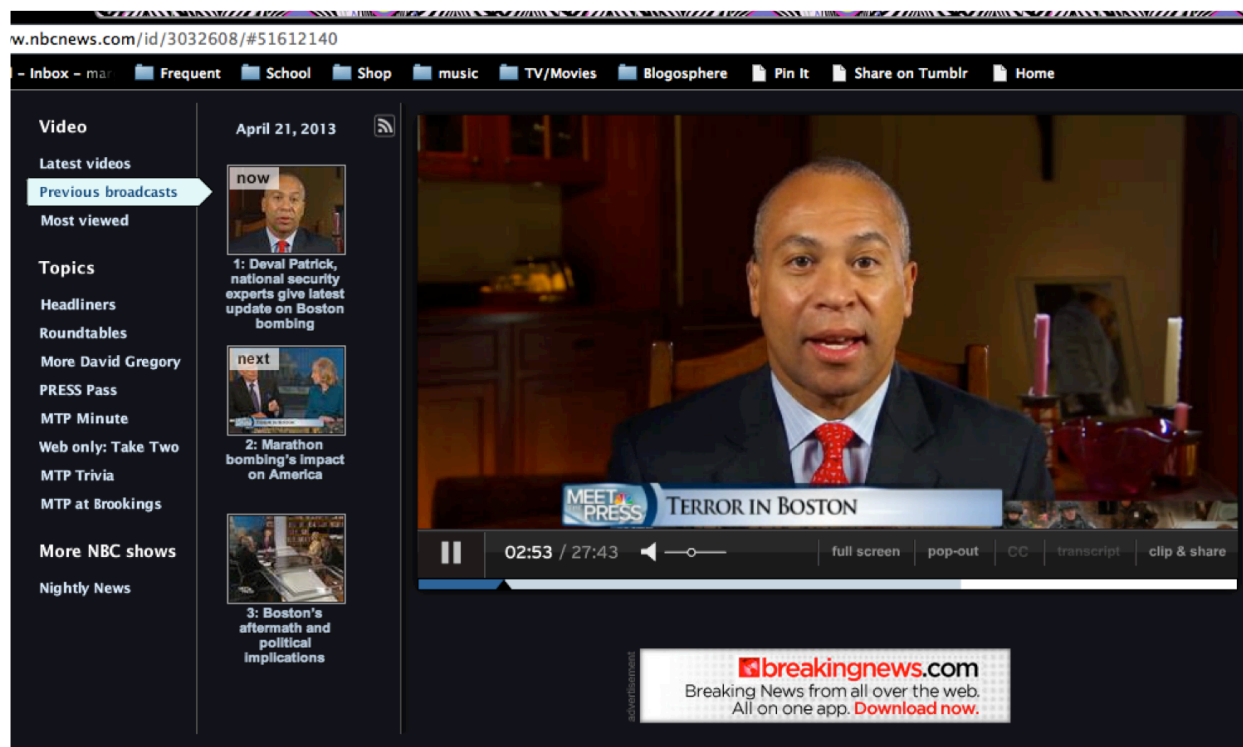 w.nbcnews.com/id/3032608/#51612140
- Inbox - mar
Frequent
School
Shop
music
TV/Movies
Blogosphere
Pin It
Share on Tumblr
Home
Video
Latest videos
Previous broadcasts
Most viewed
Topics
Headliners
Roundtables
More David Gregory
PRESS Pass
MTP Minute
Web only: Take Two
MTP Trivia
MTP at Brookings
More NBC shows
Nightly News
April 21, 2013
now
1: Deval Patrick,
national security
experts give latest
update on Boston
bombing
next
2: Marathon
bombing's impact
on America
3: Boston's
aftermath and
political
implications
MEET
PRESS
TERROR IN BOSTON
02:53 / 27:43
full screen
pop-out
CC
transcript
clip & share
advertisement
breakingnews.com
Breaking News from all over the web.
All on one app. Download now.